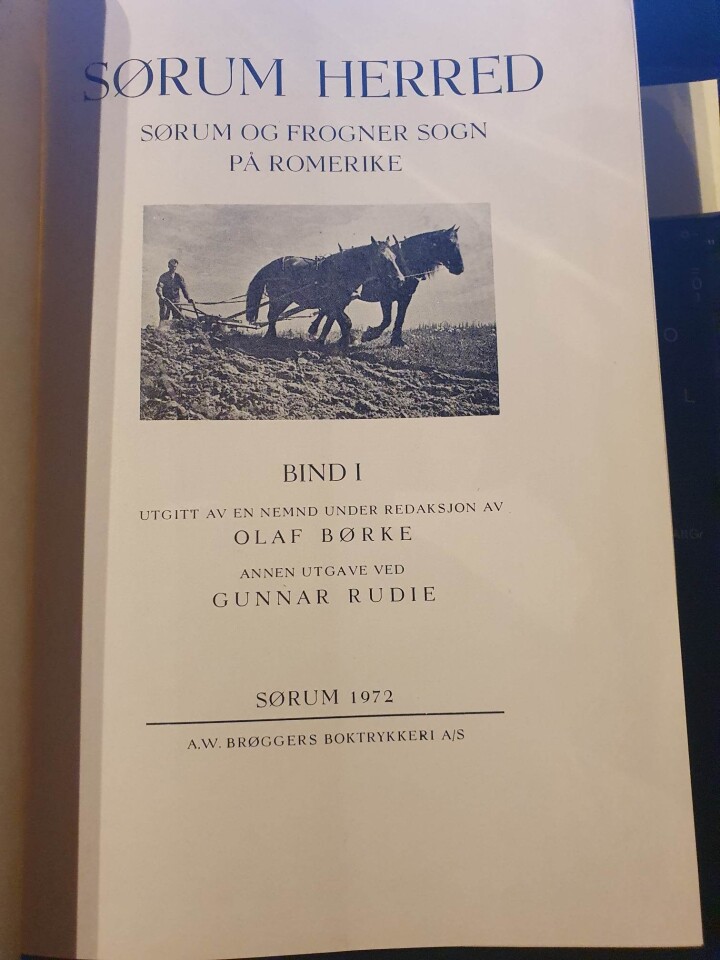 SØRUM HERRED
SØRUM OG FROGNER SOGN
PÅ ROMERIKE
BIND I
UTGITT AV EN NEMND UNDER REDAKSJON AV
OLAF BØRKE
ANNEN UTGAVE VED
GUNNAR RUDIE
SØRUM 1972
A.W. BRØGGERS BOKTRYKKERI A/S